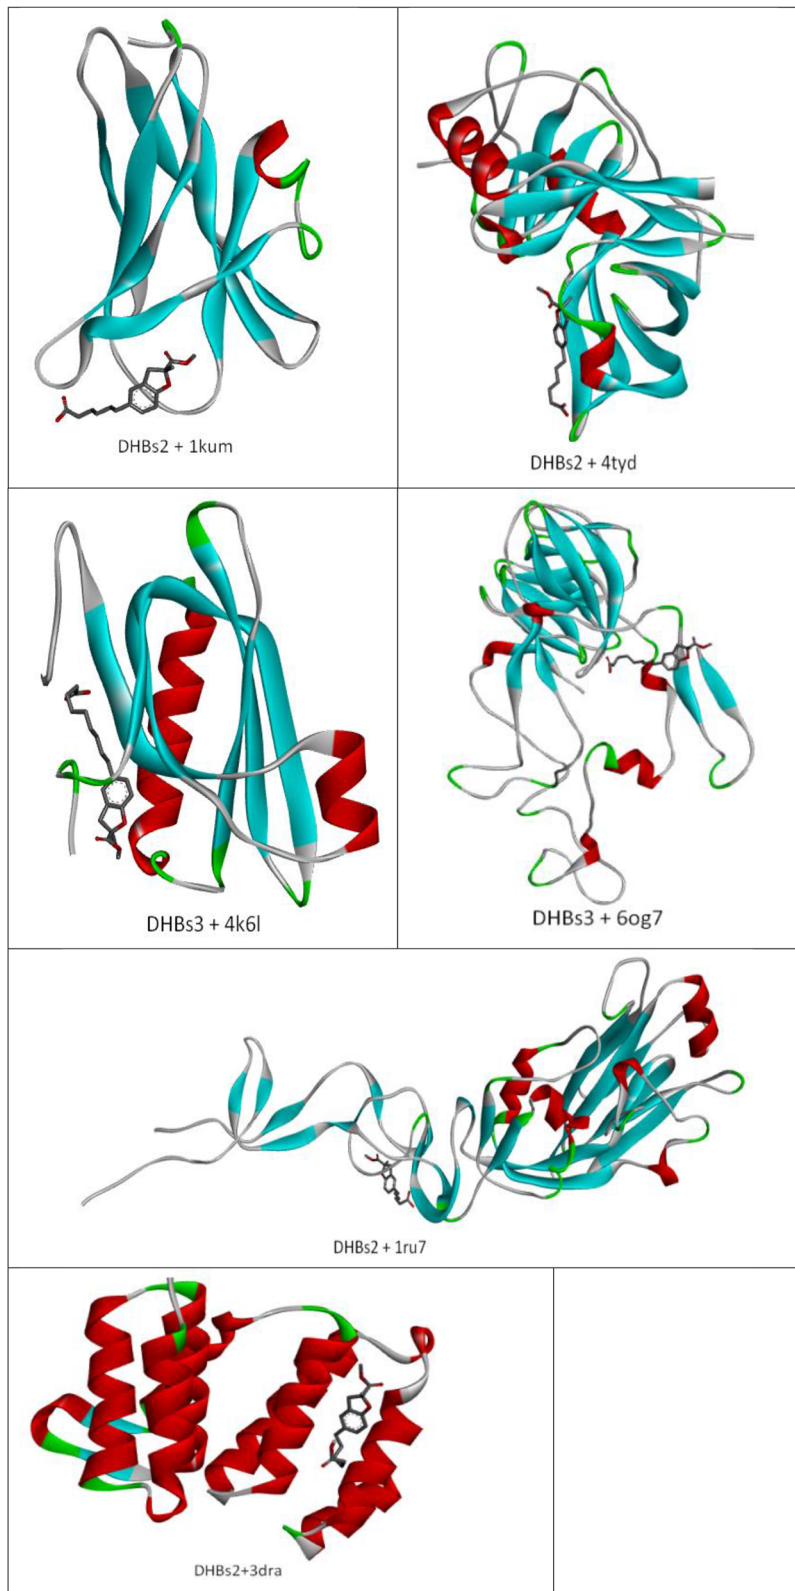 DHBs2 + 1kum
DHBs2 + 4tyd
DHBs3 + 4k6l
DHBs3 + 6og7
DHBs2 + 1ru7
DHBs2+3dra